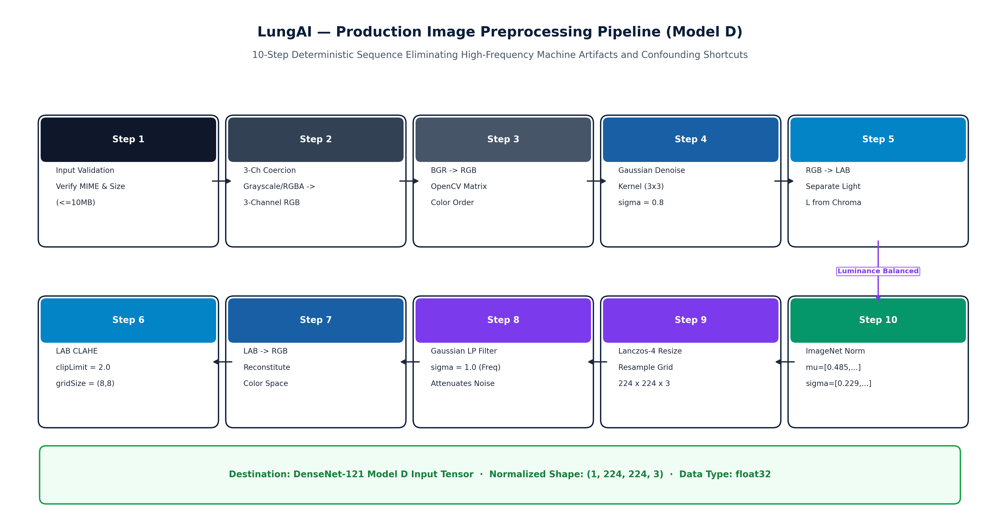 LungAI — Production Image Preprocessing Pipeline (Model D)
10-Step Deterministic Sequence Eliminating High-Frequency Machine Artifacts and Confounding Shortcuts
Step 1
Input Validation
Verify MIME & Size
(<=10MB)
Step 2
3-Ch Coercion
Grayscale/RGBA ->
3-Channel RGB
Step 3
BGR -> RGB
OpenCV Matrix
Color Order
Step 4
Gaussian Denoise
Kernel (3x3)
sigma = 0.8
Step 5
RGB -> LAB
Separate Light
L from Chroma
Luminance Balanced
Step 6
LAB CLAHE
clipLimit = 2.0
gridSize = (8,8)
Step 7
LAB -> RGB
Reconstitute
Color Space
Step 8
Gaussian LP Filter
sigma = 1.0 (Freq)
Attenuates Noise
Step 9
Lanczos-4 Resize
Resample Grid
224 x 224 x 3
Step 10
ImageNet Norm
mu=[0.485,...]
sigma=[0.229,...]
Destination: DenseNet-121 Model D Input Tensor · Normalized Shape: (1, 224, 224, 3) · Data Type: float32